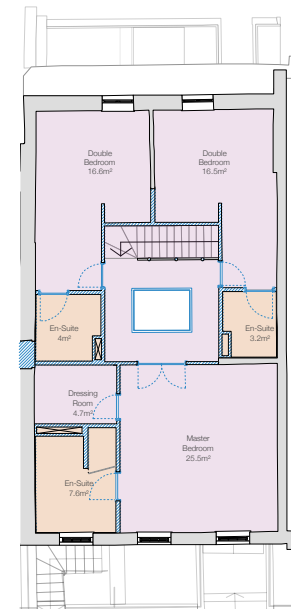 Double
Bedroom
16.6m²
Double
Bedroom
16.5m²
En-Suite
4m²
En-Suite
3.2m²
Dressing
Room
4.7m²
Master
Bedroom
25.5m²
En-Suite
7.6m²